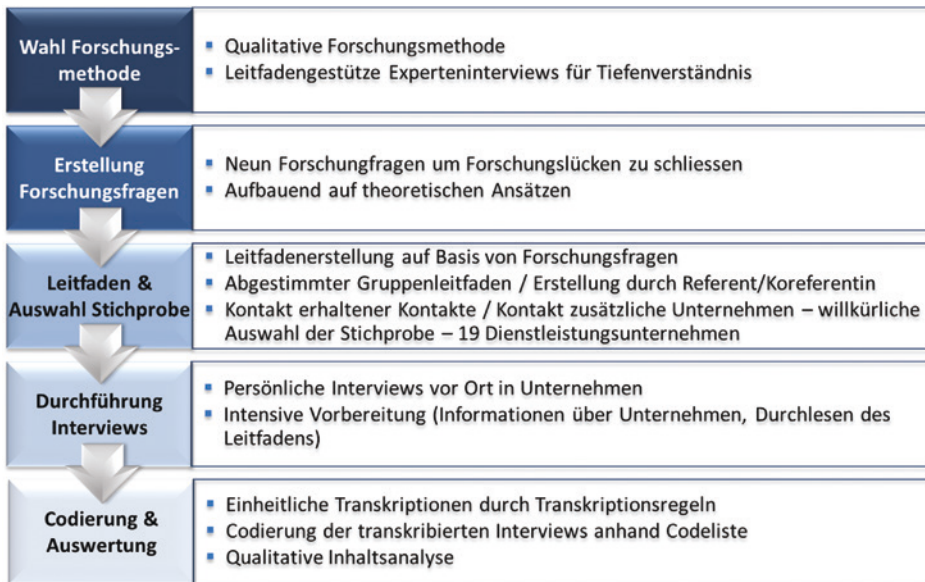 Wahl Forschungs-
methode
▪ Qualitative Forschungsmethode
▪ Leitfadengestütze Experteninterviews für Tiefenverständnis
Erstellung
Forschungsfragen
▪ Neun Forschungfragen um Forschungslücken zu schliessen
▪ Aufbauend auf theoretischen Ansätzen
Leitfaden &
Auswahl Stichprobe
▪ Leitfadenerstellung auf Basis von Forschungsfragen
▪ Abgestimmter Gruppenleitfaden / Erstellung durch Referent/Koreferentin
▪ Kontakt erhaltener Kontakte / Kontakt zusätzliche Unternehmen – willkürliche
Auswahl der Stichprobe – 19 Dienstleistungsunternehmen
Durchführung
Interviews
▪ Persönliche Interviews vor Ort in Unternehmen
▪ Intensive Vorbereitung (Informationen über Unternehmen, Durchlesen des
Leitfadens)
Codierung &
Auswertung
▪ Einheitliche Transkriptionen durch Transkriptionsregeln
▪ Codierung der transkribierten Interviews anhand Codeliste
▪ Qualitative Inhaltsanalyse